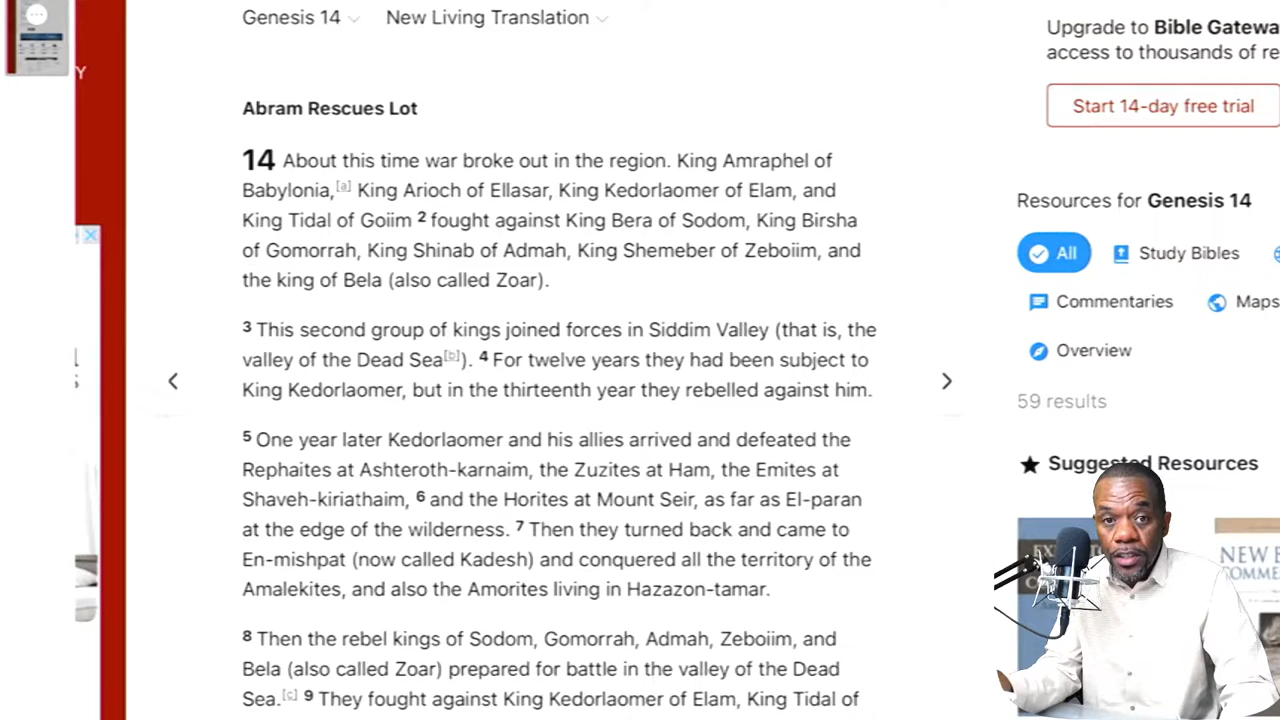 Genesis 14
New Living Translation
Y
Abram Rescues Lot
14 About this time war broke out in the region. King Amraphel of
Babylonia,[a] King Arioch of Ellasar, King Kedorlaomer of Elam, and
King Tidal of Goiim 2 fought against King Bera of Sodom, King Birsha
of Gomorrah, King Shinab of Admah, King Shemeber of Zeboiim, and
the king of Bela (also called Zoar).
3 This second group of kings joined forces in Siddim Valley (that is, the
valley of the Dead Sea[b]). 4 For twelve years they had been subject to
King Kedorlaomer, but in the thirteenth year they rebelled against him.
5 One year later Kedorlaomer and his allies arrived and defeated the
Rephaites at Ashteroth-karnaim, the Zuzites at Ham, the Emites at
Shaveh-kiriathaim, 6 and the Horites at Mount Seir, as far as El-paran
at the edge of the wilderness. 7 Then they turned back and came to
En-mishpat (now called Kadesh) and conquered all the territory of the
Amalekites, and also the Amorites living in Hazazon-tamar.
8 Then the rebel kings of Sodom, Gomorrah, Admah, Zeboiim, and
Bela (also called Zoar) prepared for battle in the valley of the Dead
Sea.[c] 9 They fought against King Kedorlaomer of Elam, King Tidal of
Upgrade to Bible Gatewa
access to thousands of re
Start 14-day free trial
Resources for Genesis 14
All
Study Bibles
Commentaries
Maps
Overview
59 results
Suggested Resources